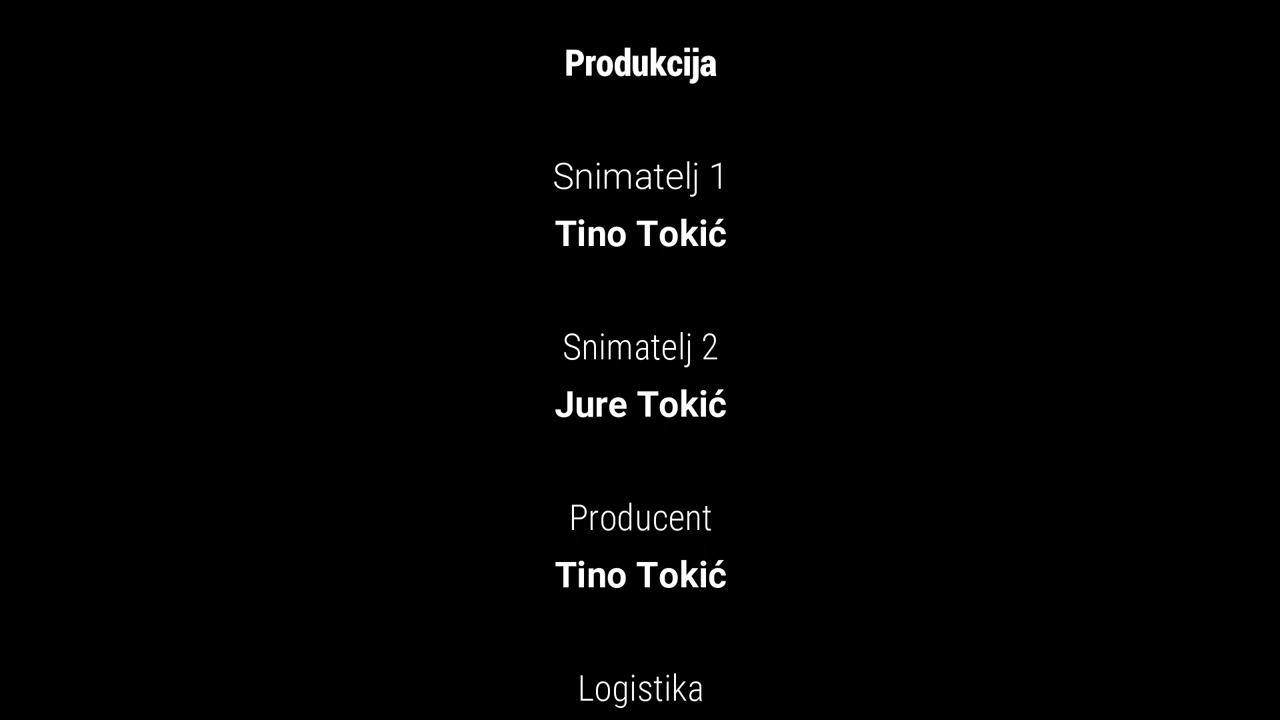 Produkcija
Snimatelj 1
Tino Tokić
Snimatelj 2
Jure Tokić
Producent
Tino Tokić
Logistika